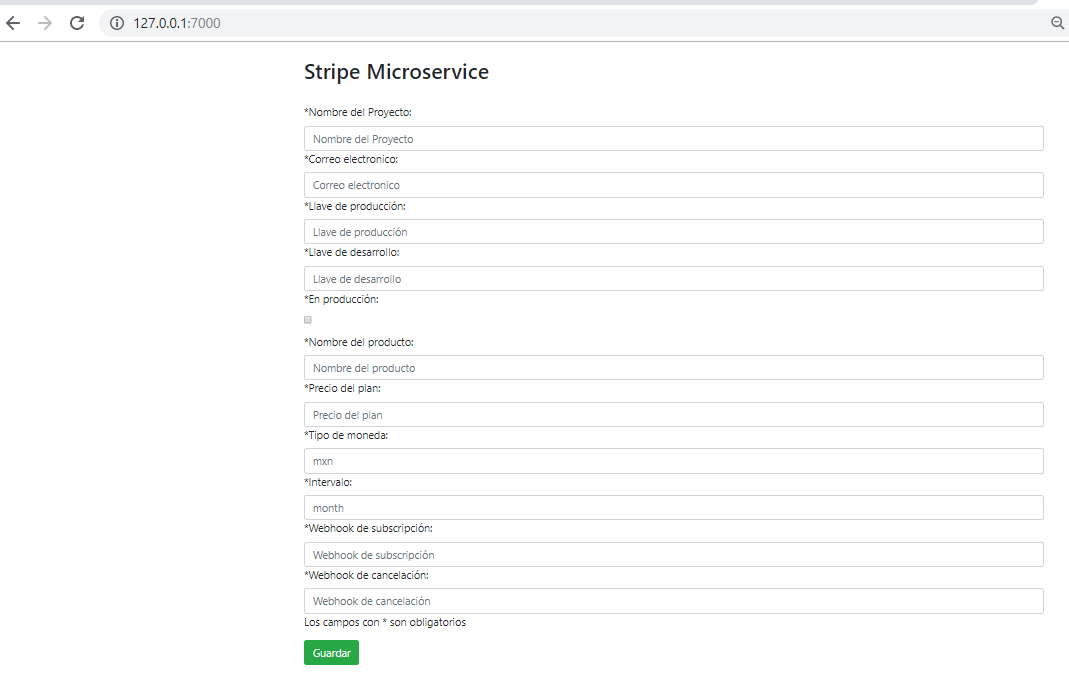 127.0.0.1:7000
Stripe Microservice
*Nombre del Proyecto:
Nombre del Proyecto
*Correo electronico:
Correo electronico
*Llave de producción:
Llave de producción
*Llave de desarrollo:
Llave de desarrollo
*En producción:
*Nombre del producto:
Nombre del producto
*Precio del plan:
Precio del plan
*Tipo de moneda:
mxn
*Intervalo:
month
*Webhook de subscripción:
Webhook de subscripción
*Webhook de cancelación:
Webhook de cancelación
Los campos con * son obligatorios
Guardar